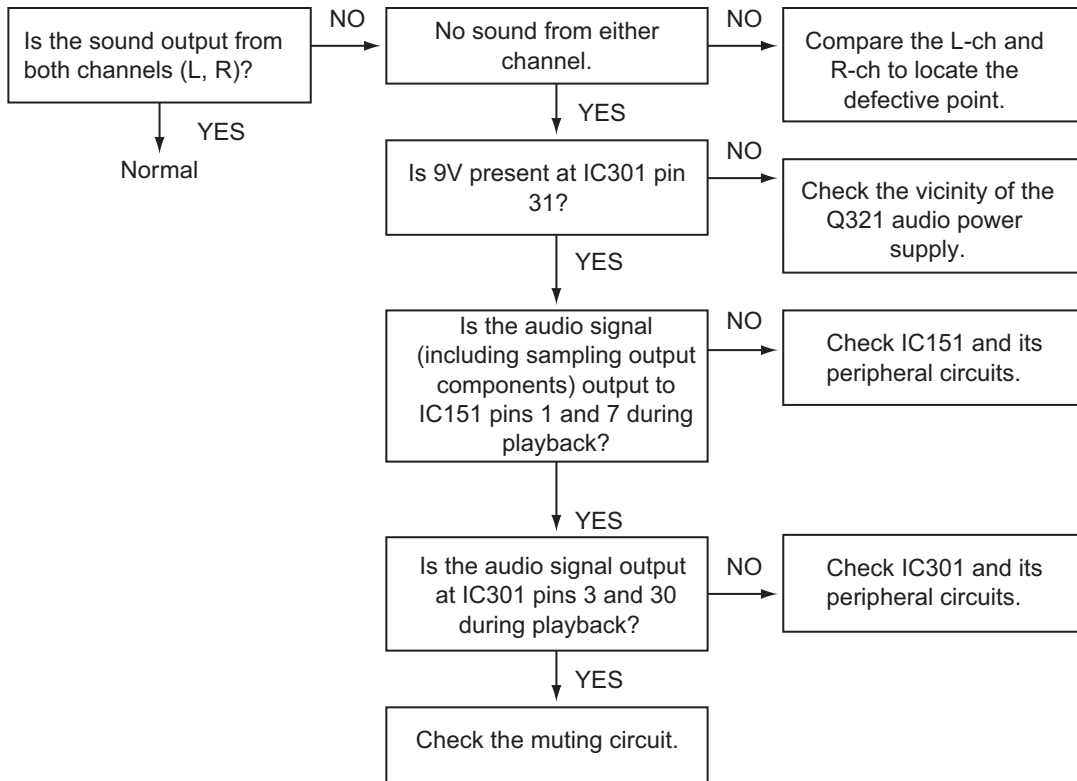 Is the sound output from
both channels (L, R)?
NO
No sound from either
channel.
NO
Compare the L-ch and
R-ch to locate the
defective point.
YES
Normal
YES
Is 9V present at IC301 pin
31?
NO
Check the vicinity of the
Q321 audio power
supply.
YES
Is the audio signal
(including sampling output
components) output to
IC151 pins 1 and 7 during
playback?
NO
Check IC151 and its
peripheral circuits.
YES
Is the audio signal output
at IC301 pins 3 and 30
during playback?
NO
Check IC301 and its
peripheral circuits.
YES
Check the muting circuit.